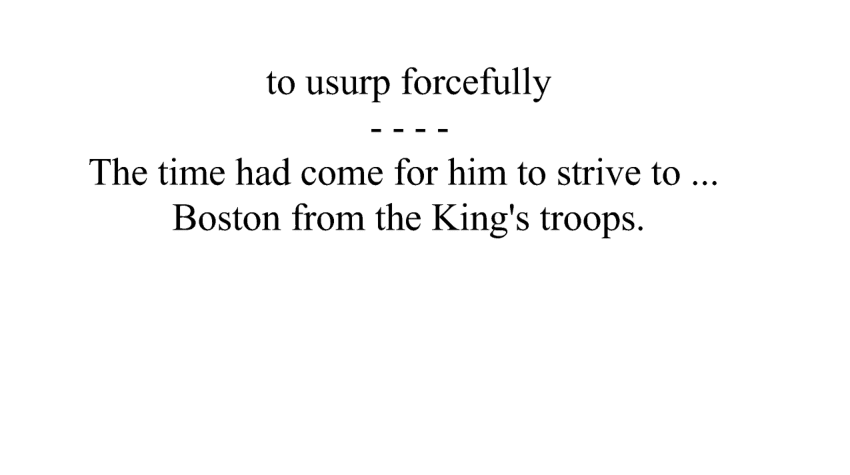 to usurp forcefully
- - - -
The time had come for him to strive to ...
Boston from the King's troops.